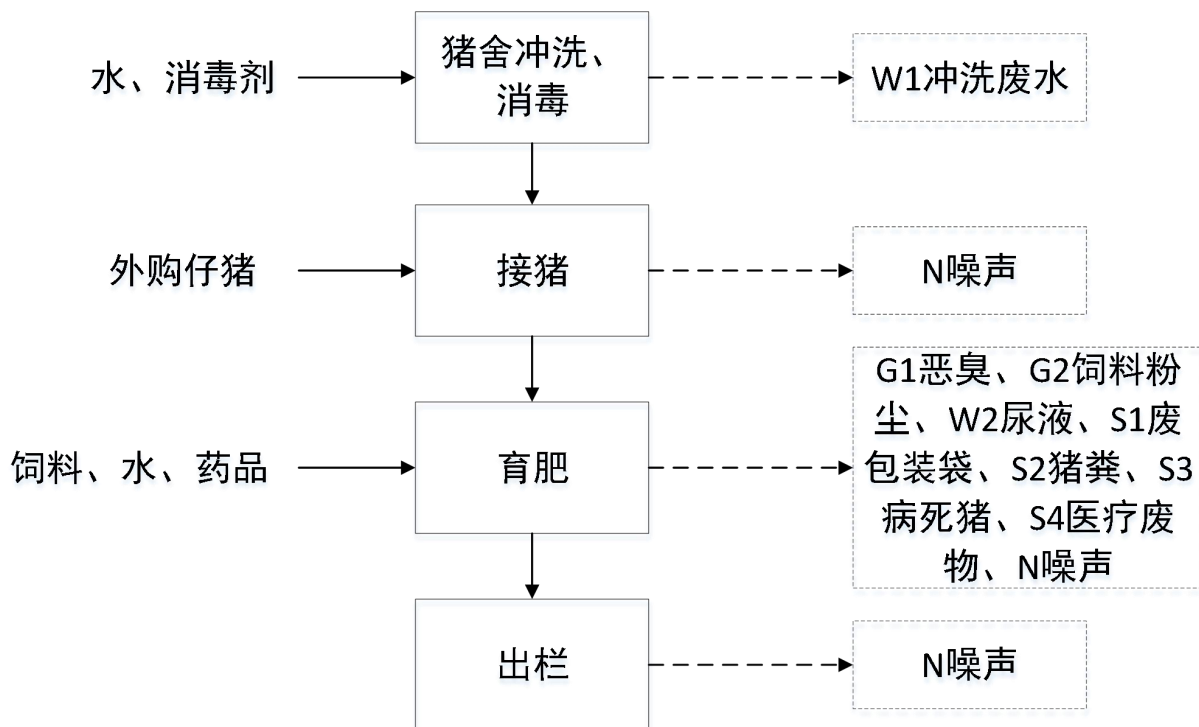 水、消毒剂
猪舍冲洗、
消毒
W1冲洗废水
外购仔猪
接猪
N噪声
饲料、水、药品
育肥
G1恶臭、G2饲料粉
尘、W2尿液、S1废
包装袋、S2猪粪、S3
病死猪、S4医疗废
物、N噪声
出栏
N噪声